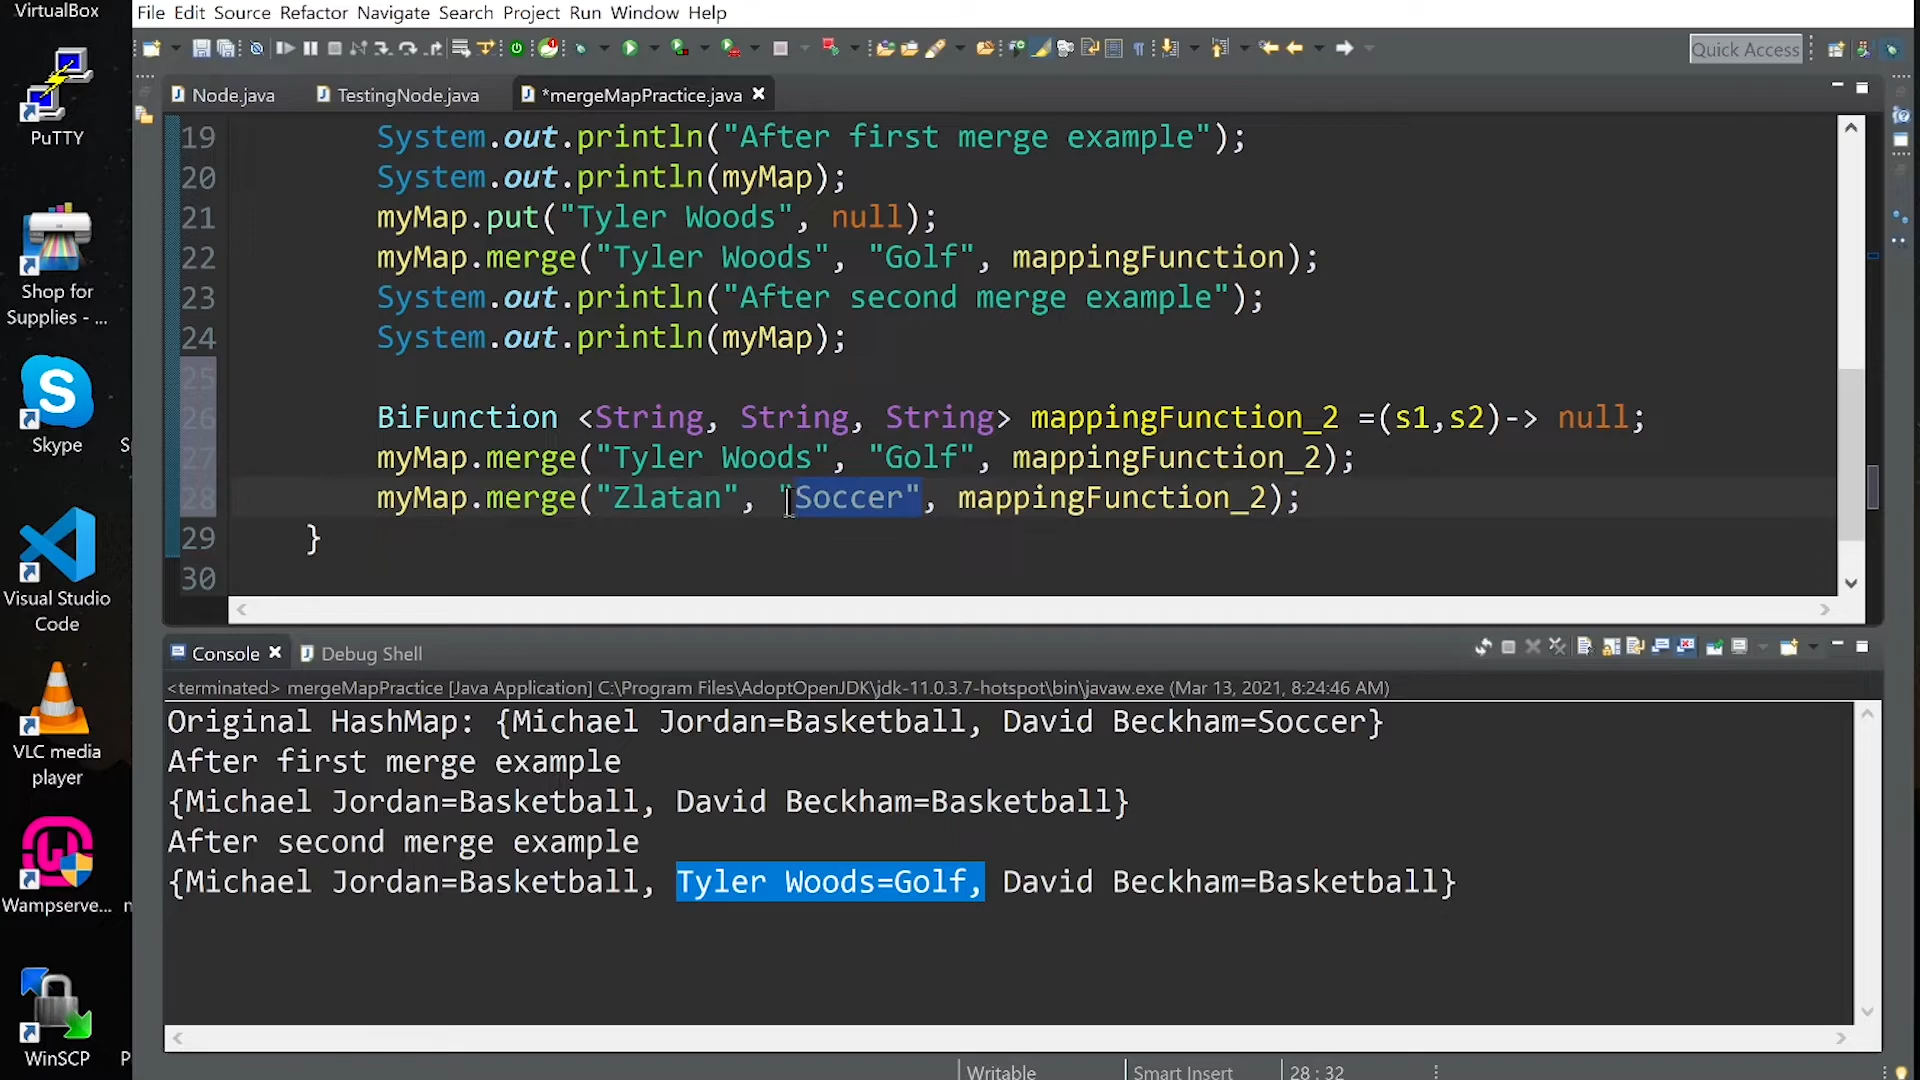 VirtualBox
File Edit Source Refactor Navigate Search Project Run Window Help
Quick Access
Node.java
TestingNode.java
*mergeMapPractice.java
19 System.out.println("After first merge example");
20 System.out.println(myMap);
21 myMap.put("Tyler Woods", null);
22 myMap.merge("Tyler Woods", "Golf", mappingFunction);
23 System.out.println("After second merge example");
24 System.out.println(myMap);
25
26 BiFunction <String, String, String> mappingFunction_2 =(s1,s2)-> null;
27 myMap.merge("Tyler Woods", "Golf", mappingFunction_2);
28 myMap.merge("Zlatan", "Soccer", mappingFunction_2);
29 }
30
PuTTY
Shop for
Supplies - ...
Skype
S
Visual Studio
Code
VLC media
player
Wampserve...
n
WinSCP
P
Console
Debug Shell
<terminated> mergeMapPractice [Java Application] C:\Program Files\AdoptOpenJDK\jdk-11.0.3.7-hotspot\bin\javaw.exe (Mar 13, 2021, 8:24:46 AM)
Original HashMap: {Michael Jordan=Basketball, David Beckham=Soccer}
After first merge example
{Michael Jordan=Basketball, David Beckham=Basketball}
After second merge example
{Michael Jordan=Basketball, Tyler Woods=Golf, David Beckham=Basketball}
Writable
Smart Insert
28 : 32